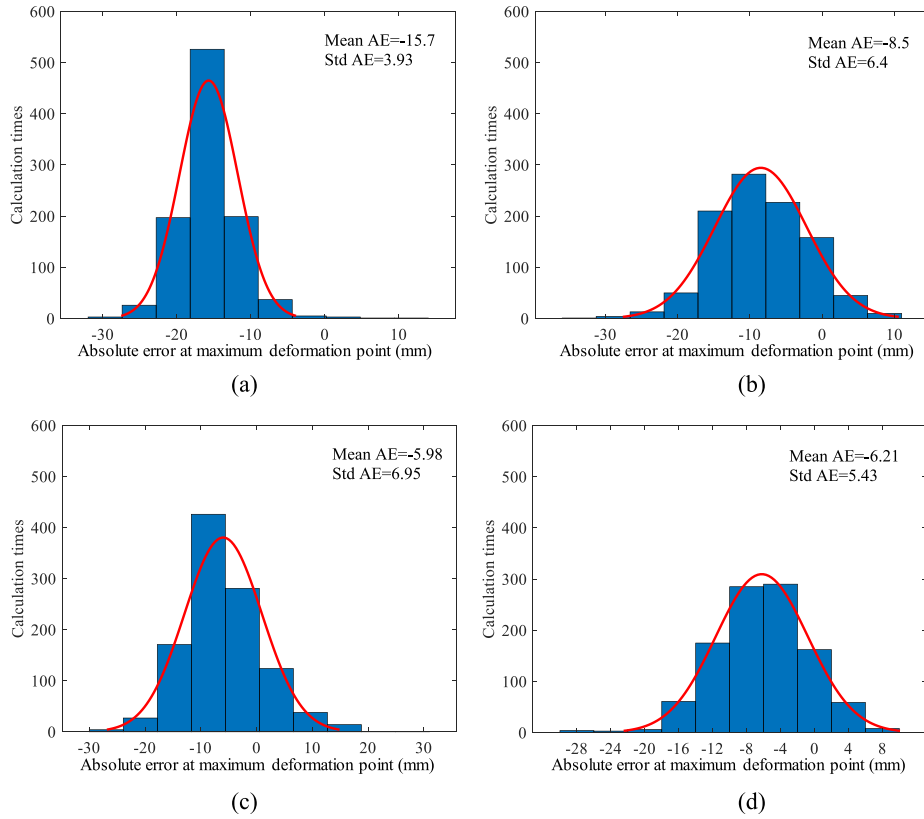 600
500
400
300
200
100
0
Calculation times
Mean AE=-15.7
Std AE=3.93
-30 -20 -10 0 10
Absolute error at maximum deformation point (mm)
(a)
600
500
400
300
200
100
0
Calculation times
Mean AE=-8.5
Std AE=6.4
-30 -20 -10 0 10
Absolute error at maximum deformation point (mm)
(b)
600
500
400
300
200
100
0
Calculation times
Mean AE=-5.98
Std AE=6.95
-30 -20 -10 0 10 20 30
Absolute error at maximum deformation point (mm)
(c)
600
500
400
300
200
100
0
Calculation times
Mean AE=-6.21
Std AE=5.43
-28 -24 -20 -16 -12 -8 -4 0 4 8
Absolute error at maximum deformation point (mm)
(d)